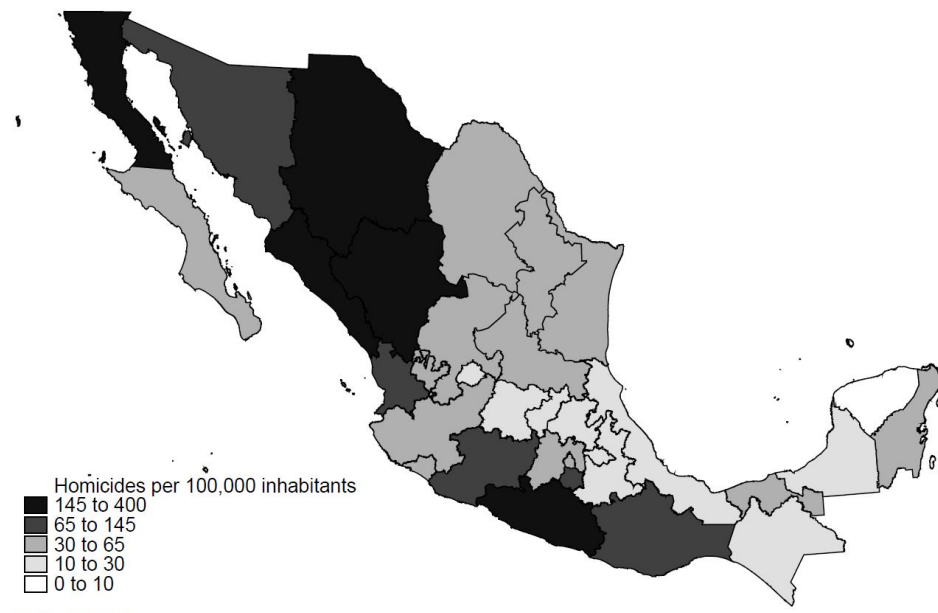 Homicides per 100,000 inhabitants
145 to 400
65 to 145
30 to 65
10 to 30
0 to 10